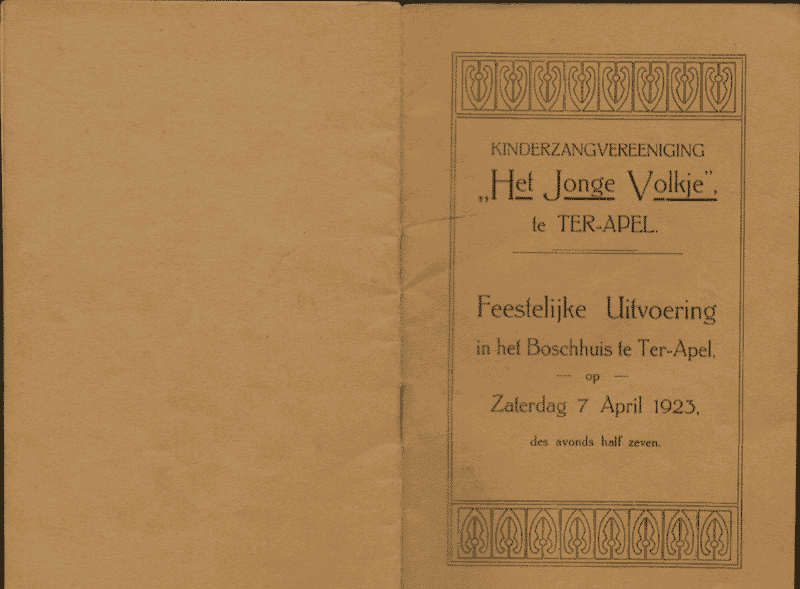 KINDERZANGVEREENIGING
„Het Jonge Volkje",
te TER-APEL.
Feestelijke Uitvoering
in het Boschhuis te Ter-Apel,
— op —
Zaterdag 7 April 1923,
des avonds half zeven.